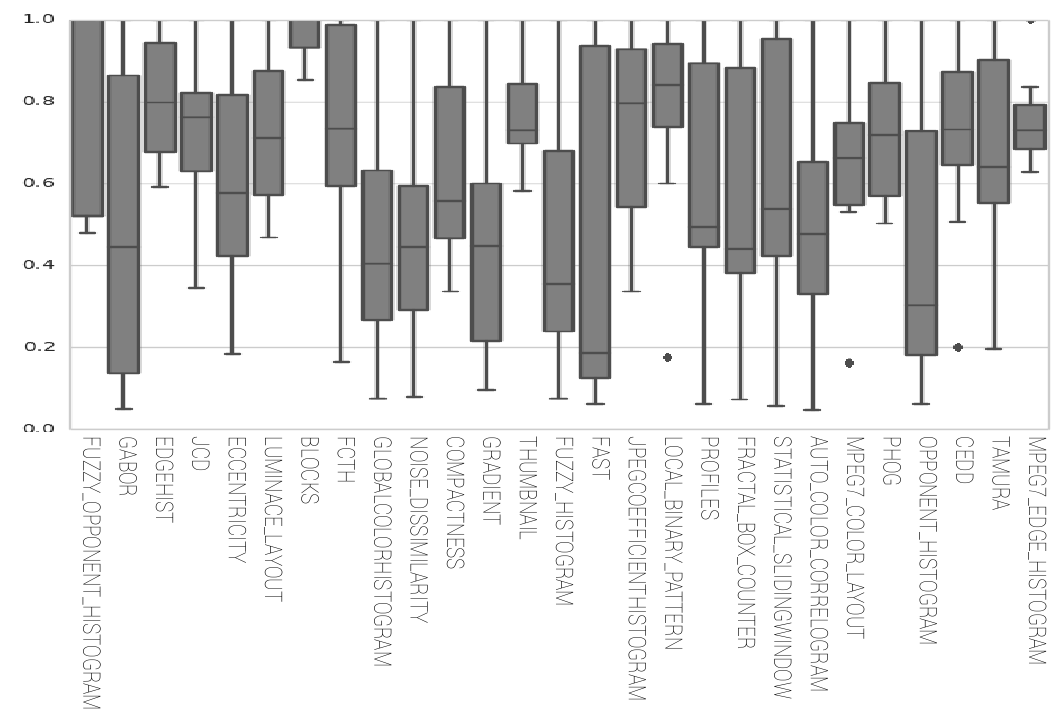 1.0
0.8
0.6
0.4
0.2
0.0
FUZZY_OPPONENT_HISTOGRAM
GABOR
EDGEHIST
JCD
ECCENTRICITY
LUMINACE_LAYOUT
BLOCKS
FCTH
GLOBALCOLORHISTOGRAM
NOISE_DISSIMILARITY
COMPACTNESS
GRADIENT
THUMBNAIL
FUZZY_HISTOGRAM
FAST
JPEGCOEFFICIENTHISTOGRAM
LOCAL_BINARY_PATTERN
PROFILES
FRACTAL_BOX_COUNTER
STATISTICAL_SLIDINGWINDOW
AUTO_COLOR_CORRELOGRAM
MPEG7_COLOR_LAYOUT
PHOG
OPPONENT_HISTOGRAM
CEDD
TAMURA
MPEG7_EDGE_HISTOGRAM